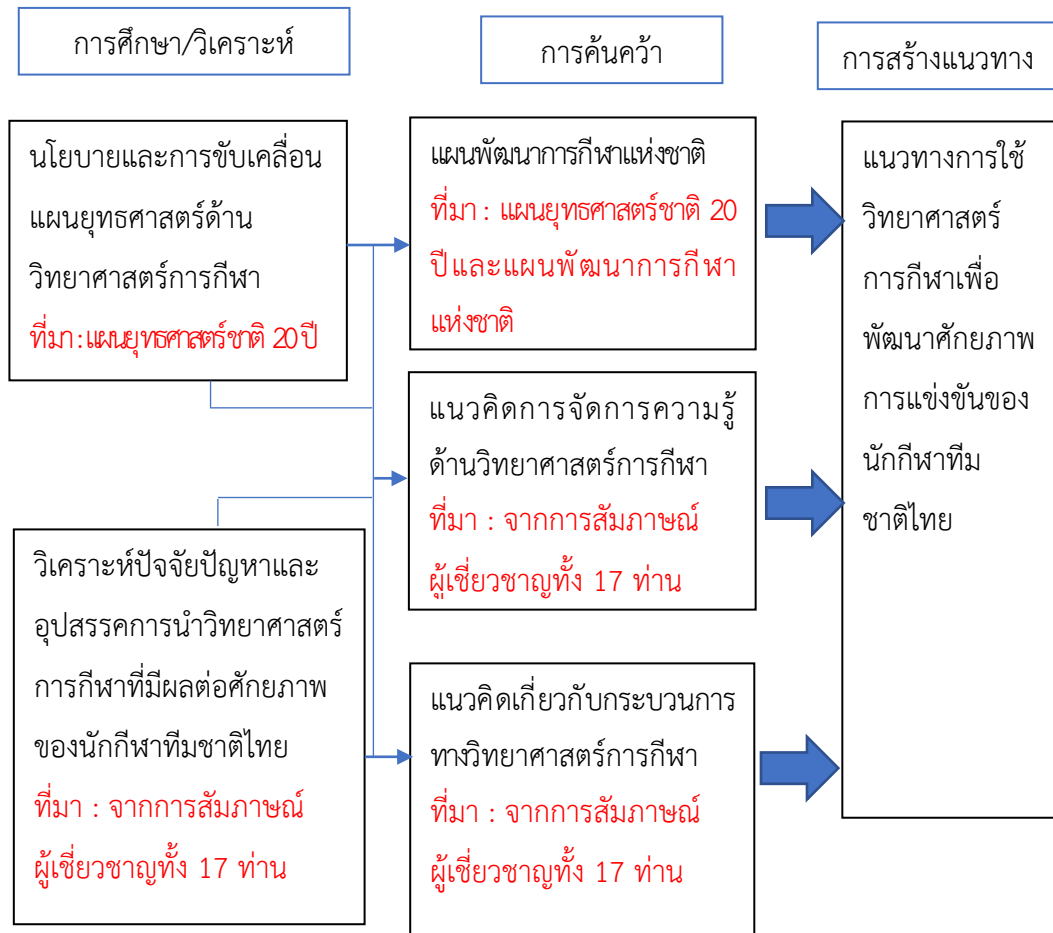 การศึกษา/วิเคราะห์
การค้นคว้า
การสร้างแนวทาง
นโยบายและการขับเคลื่อน
แผนยุทธศาสตร์ด้าน
วิทยาศาสตร์การกีฬา
ที่มา:แผนยุทธศาสตร์ชาติ 20 ปี
วิเคราะห์ปัจจัยปัญหาและ
อุปสรรคการนำวิทยาศาสตร์
การกีฬาที่มีผลต่อศักยภาพ
ของนักกีฬาทีมชาติไทย
ที่มา : จากการสัมภาษณ์
ผู้เชี่ยวชาญทั้ง 17 ท่าน
แผนพัฒนาการกีฬาแห่งชาติ
ที่มา : แผนยุทธศาสตร์ชาติ 20
ปีและแผนพัฒนาการกีฬา
แห่งชาติ
แนวคิดการจัดการความรู้
ด้านวิทยาศาสตร์การกีฬา
ที่มา : จากการสัมภาษณ์
ผู้เชี่ยวชาญทั้ง 17 ท่าน
แนวคิดเกี่ยวกับกระบวนการ
ทางวิทยาศาสตร์การกีฬา
ที่มา : จากการสัมภาษณ์
ผู้เชี่ยวชาญทั้ง 17 ท่าน
แนวทางการใช้
วิทยาศาสตร์
การกีฬาเพื่อ
พัฒนาศักยภาพ
การแข่งขันของ
นักกีฬาทีม
ชาติไทย